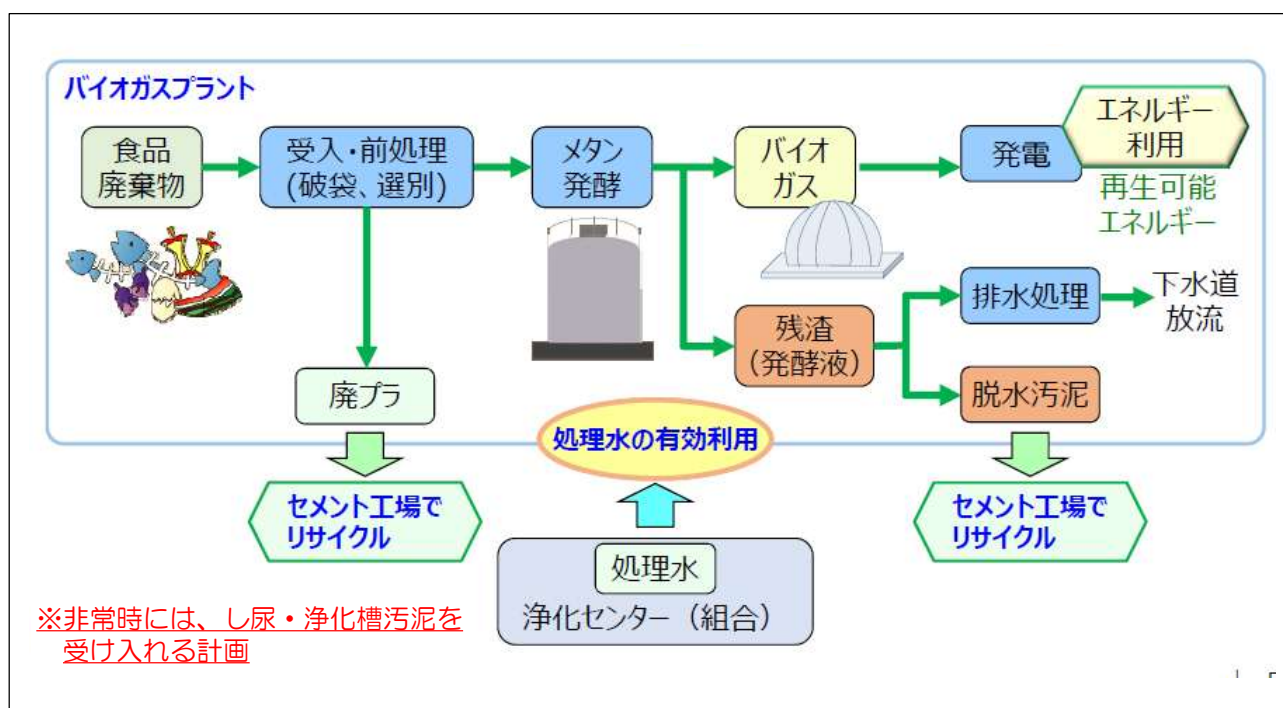 バイオガスプラント
食品
廃棄物
受入・前処理
(破袋、選別)
メタン
発酵
バイオ
ガス
発電
エネルギー
利用
再生可能
エネルギー
残渣
(発酵液)
排水処理
下水道
放流
脱水汚泥
廃プラ
処理水の有効利用
セメント工場で
リサイクル
セメント工場で
リサイクル
処理水
浄化センター（組合）
※非常時には、し尿・浄化槽汚泥を
受け入れる計画